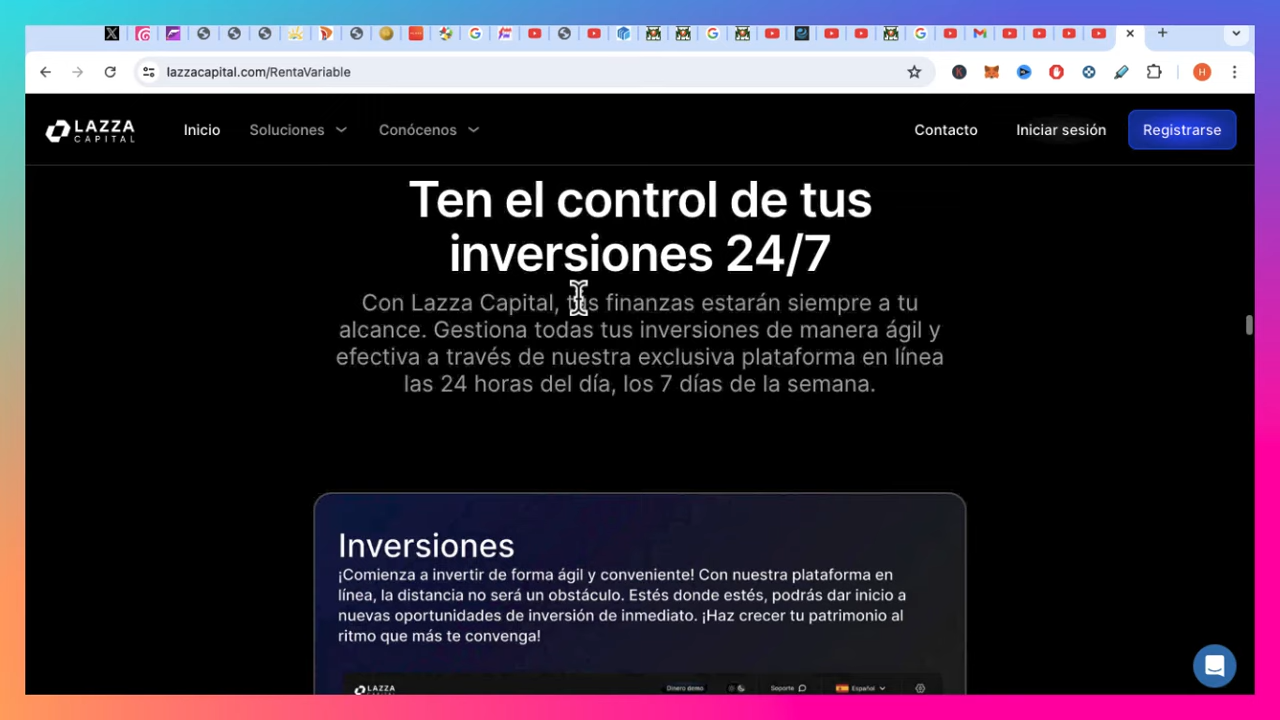 lazzacapital.com/RentaVariable
H
LAZZA
CAPITAL
Inicio
Soluciones
Conócenos
Contacto
Iniciar sesión
Registrarse
Ten el control de tus
inversiones 24/7
Con Lazza Capital, tus finanzas estarán siempre a tu
alcance. Gestiona todas tus inversiones de manera ágil y
efectiva a través de nuestra exclusiva plataforma en línea
las 24 horas del día, los 7 días de la semana.
Inversiones
¡Comienza a invertir de forma ágil y conveniente! Con nuestra plataforma en
línea, la distancia no será un obstáculo. Estés donde estés, podrás dar inicio a
nuevas oportunidades de inversión de inmediato. ¡Haz crecer tu patrimonio al
ritmo que más te convenga!
LAZZA
Dinero demo
Soporte
Español